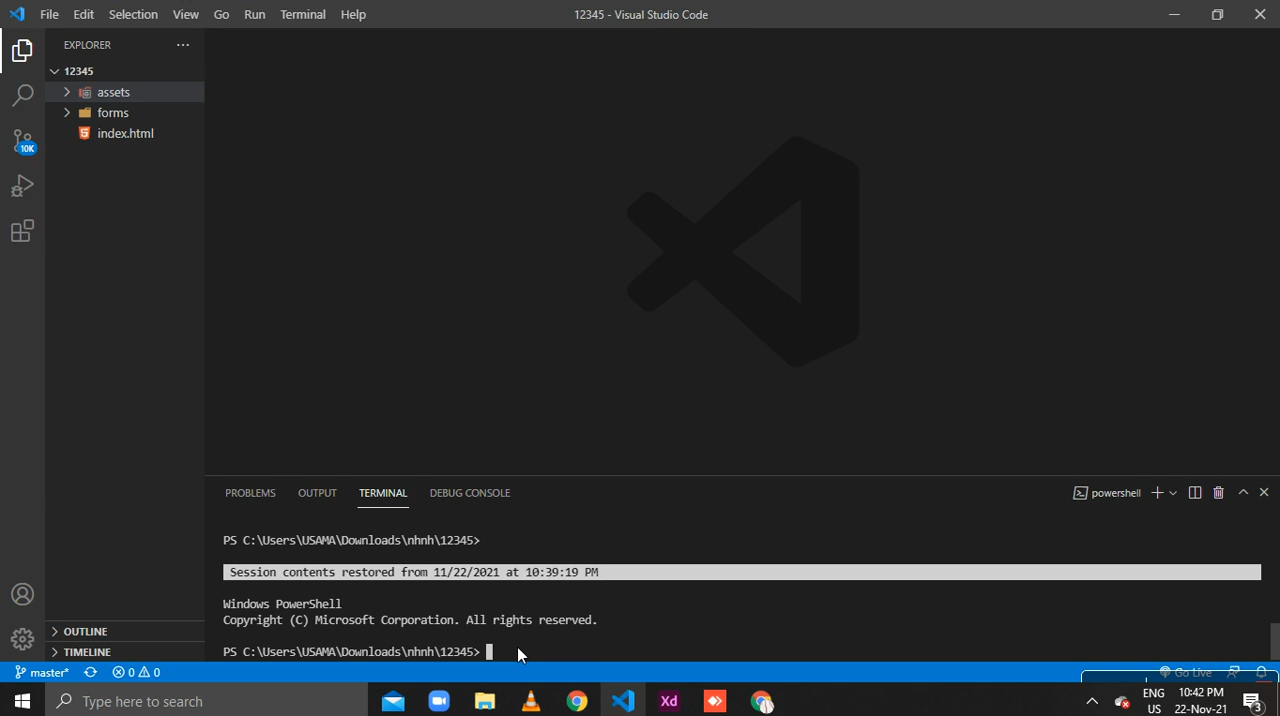 File Edit Selection View Go Run Terminal Help
12345 - Visual Studio Code
EXPLORER
12345
assets
forms
index.html
10K
OUTLINE
TIMELINE
PROBLEMS OUTPUT TERMINAL DEBUG CONSOLE
powershell
PS C:\Users\USAMA\Downloads\nhnh\12345>
Session contents restored from 11/22/2021 at 10:39:19 PM
Windows PowerShell
Copyright (C) Microsoft Corporation. All rights reserved.
PS C:\Users\USAMA\Downloads\nhnh\12345>
master* 0 0 Go Live
Type here to search
Xd
ENG
US
10:42 PM
22-Nov-21
3